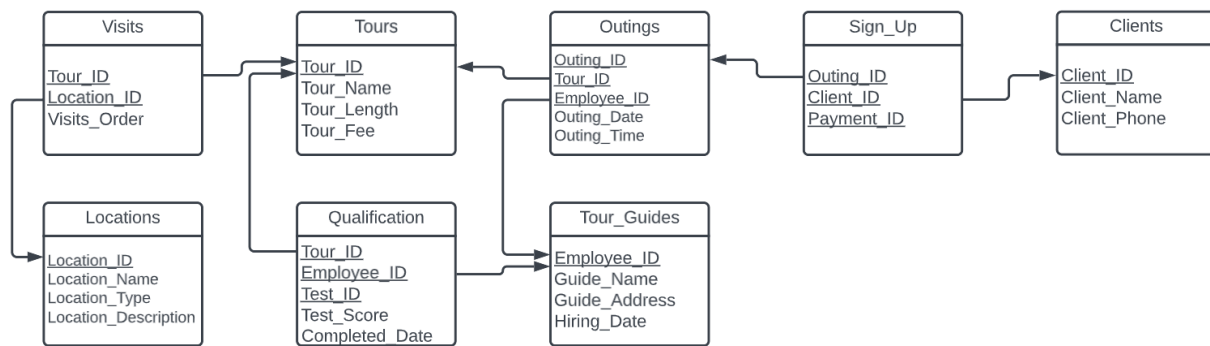 Visits
Tour_ID
Location_ID
Visits_Order
Tours
Tour_ID
Tour_Name
Tour_Length
Tour_Fee
Outings
Outing_ID
Tour_ID
Employee_ID
Outing_Date
Outing_Time
Sign_Up
Outing_ID
Client_ID
Payment_ID
Clients
Client_ID
Client_Name
Client_Phone
Locations
Location_ID
Location_Name
Location_Type
Location_Description
Qualification
Tour_ID
Employee_ID
Test_ID
Test_Score
Completed_Date
Tour_Guides
Employee_ID
Guide_Name
Guide_Address
Hiring_Date